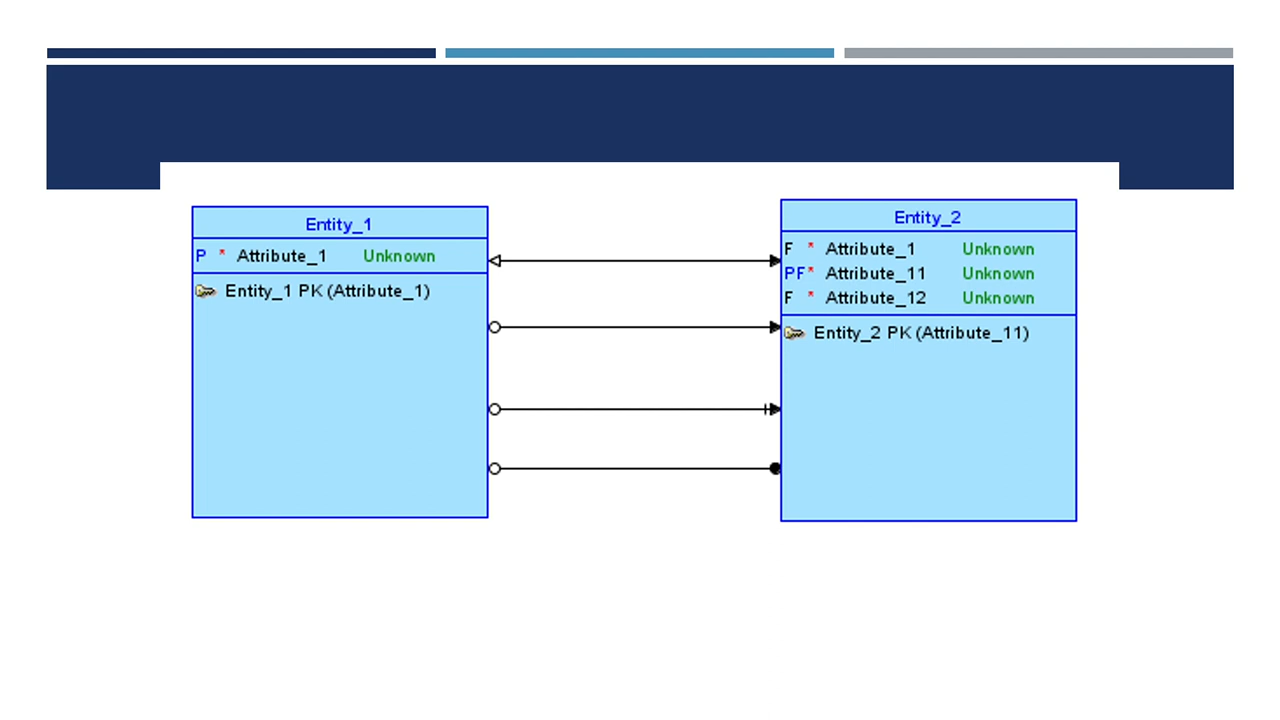 Entity_1
P * Attribute_1 Unknown
Entity_1 PK (Attribute_1)
Entity_2
F * Attribute_1 Unknown
PF* Attribute_11 Unknown
F * Attribute_12 Unknown
Entity_2 PK (Attribute_11)